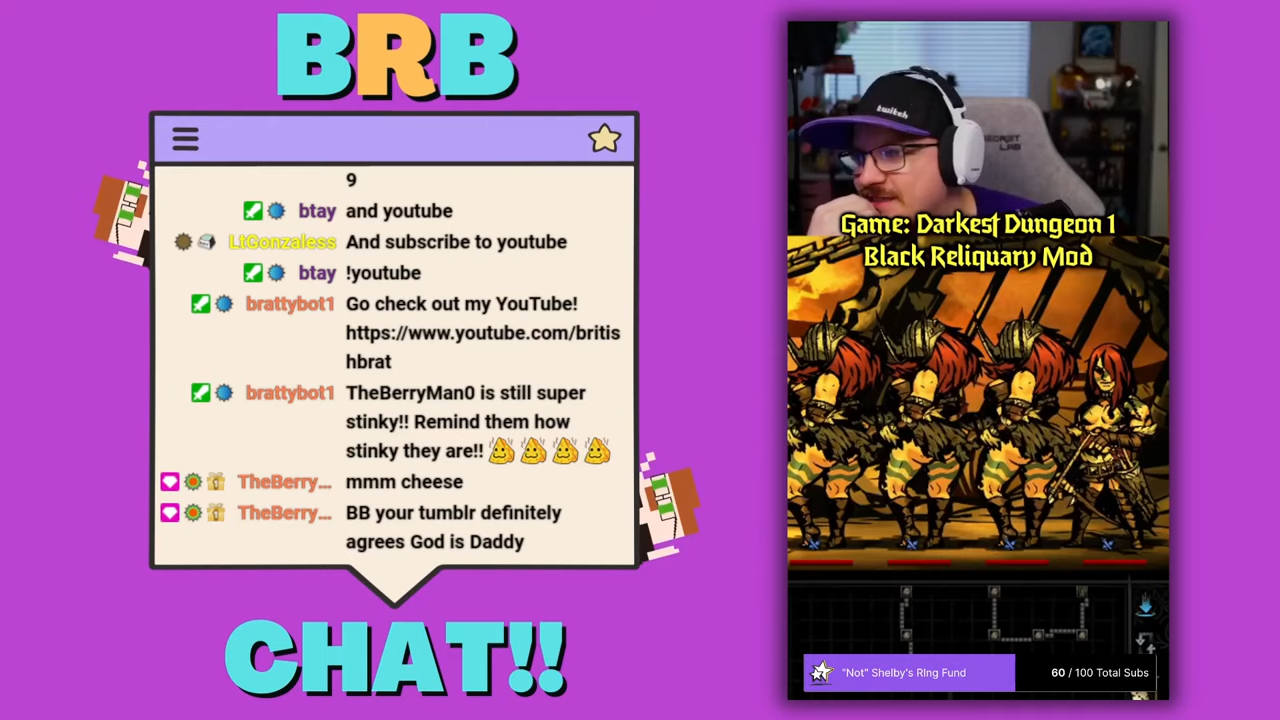 BRB
9
btay and youtube
LtGonzaless And subscribe to youtube
btay !youtube
brattybot1 Go check out my YouTube!
https://www.youtube.com/britis
hbrat
brattybot1 TheBerryMan0 is still super
stinky!! Remind them how
stinky they are!!
TheBerry... mmm cheese
TheBerry... BB your tumblr definitely
agrees God is Daddy
CHAT!!
twitch
Game: Darkest Dungeon 1
Black Reliquary Mod
"Not" Shelby's RIng Fund
60 / 100 Total Subs